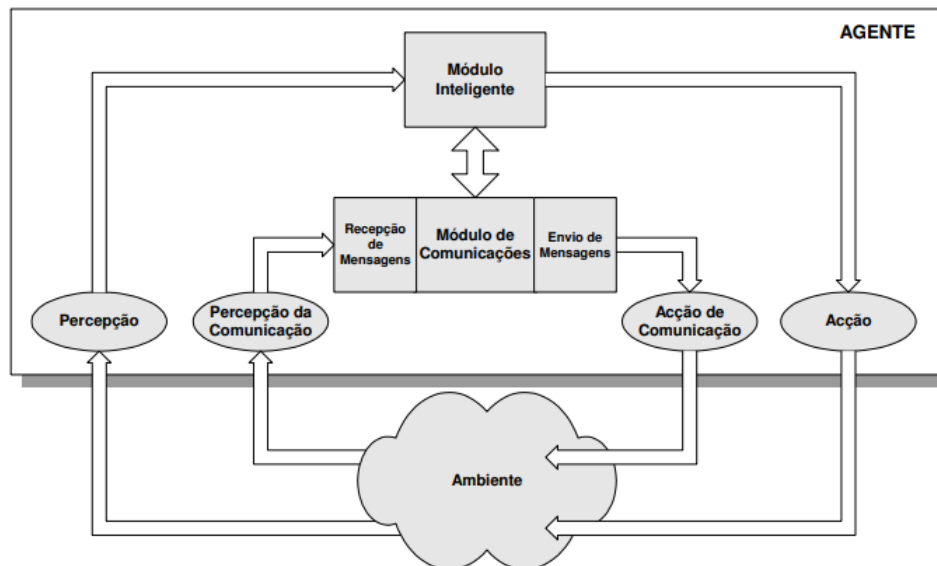 AGENTE
Módulo
Inteligente
Recepção
de
Mensagens
Módulo de
Comunicações
Envio de
Mensagens
Percepção
Percepção da
Comunicação
Acção de
Comunicação
Acção
Ambiente